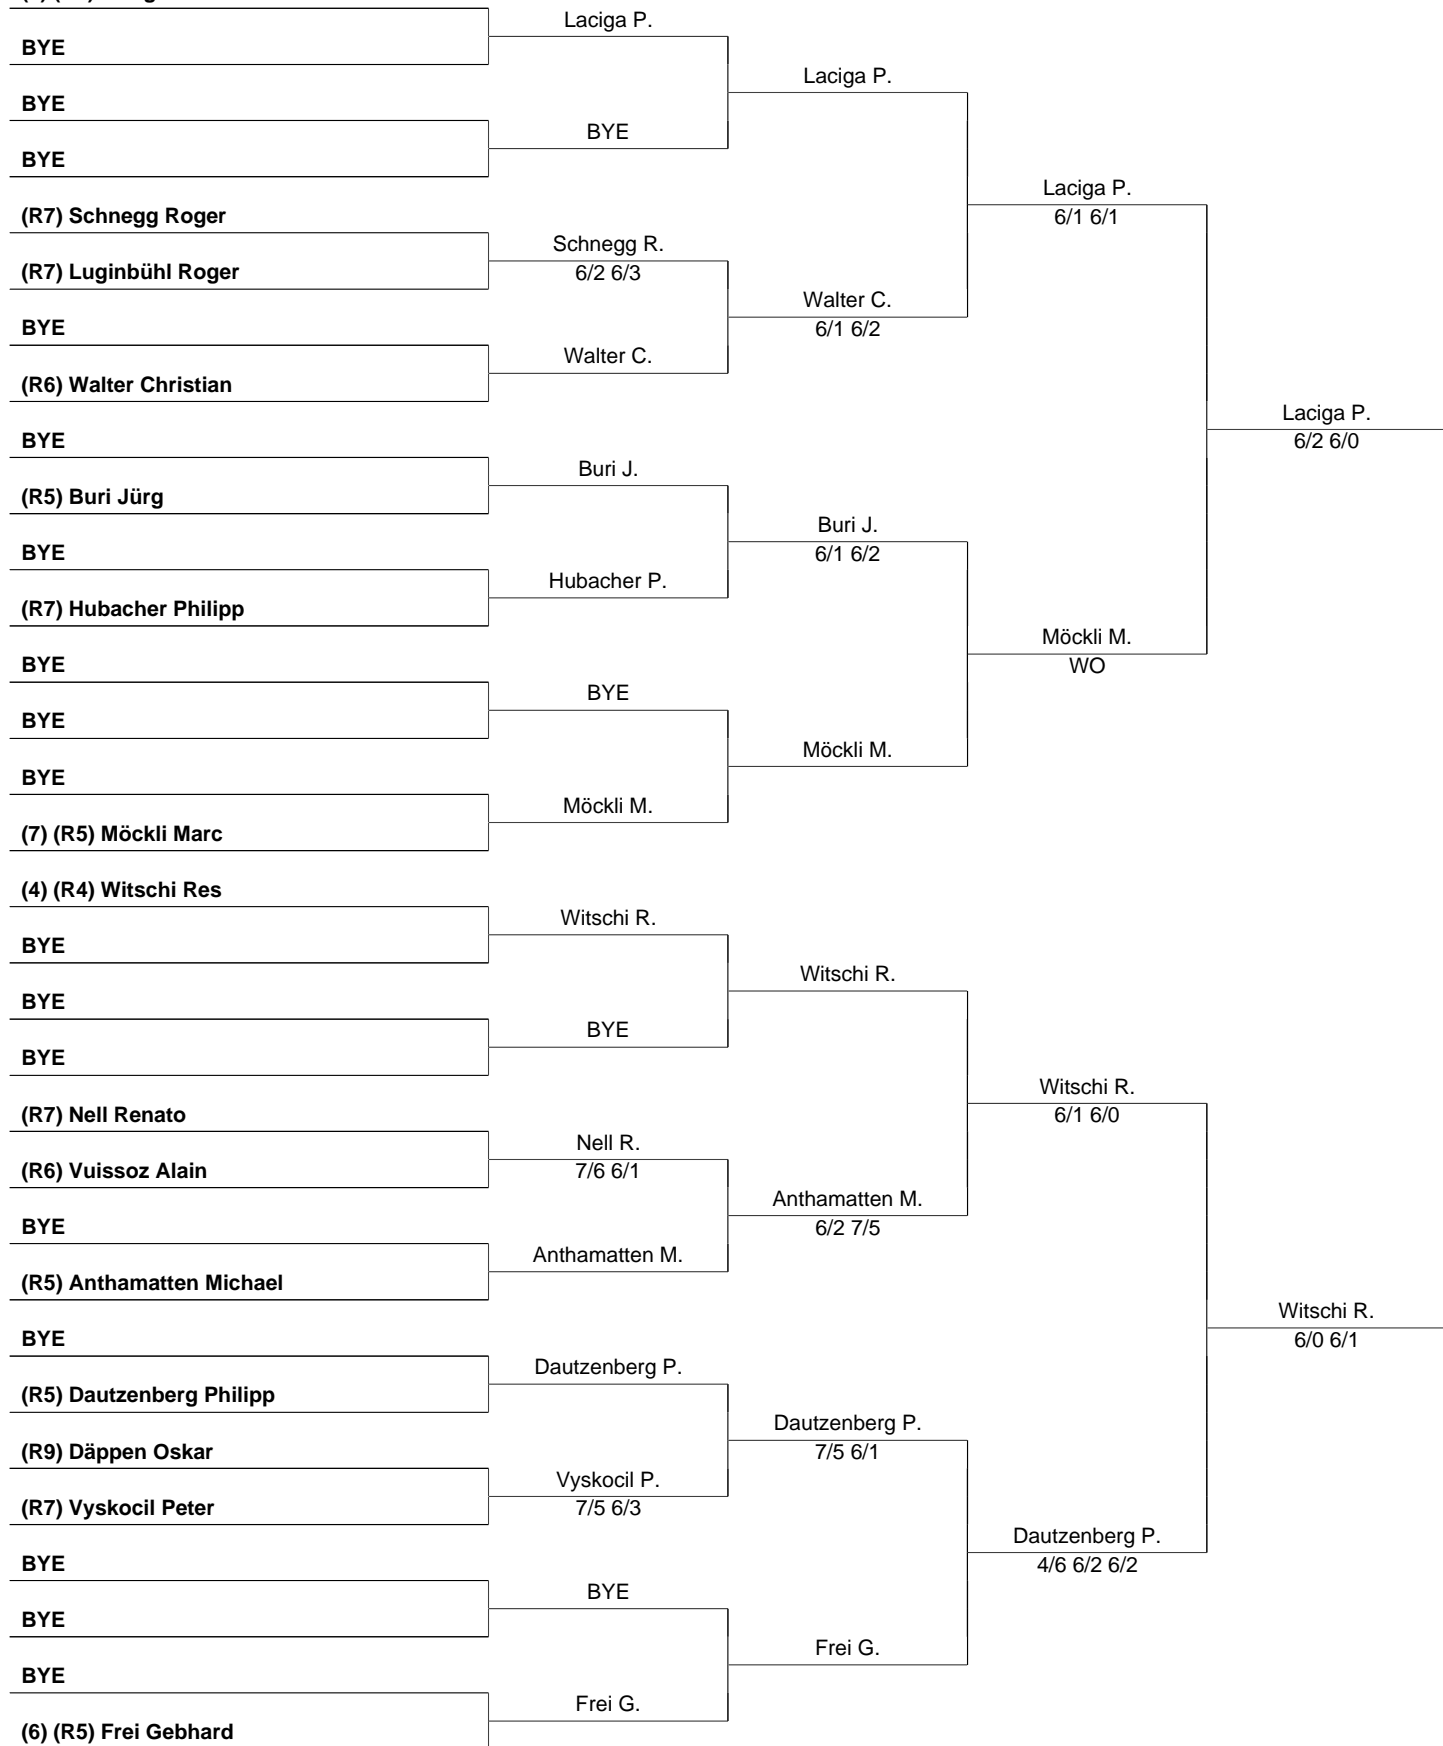 BYE
BYE
BYE
(R7) Schnegg Roger
(R7) Luginbühl Roger
BYE
(R6) Walter Christian
BYE
(R5) Buri Jürg
BYE
(R7) Hubacher Philipp
BYE
BYE
BYE
(7) (R5) Möckli Marc
(4) (R4) Witschi Res
BYE
BYE
BYE
(R7) Nell Renato
(R6) Vuissoz Alain
BYE
(R5) Anthamatten Michael
BYE
(R5) Dautzenberg Philipp
(R9) Däppen Oskar
(R7) Vyskocil Peter
BYE
BYE
BYE
(6) (R5) Frei Gebhard
Laciga P.
BYE
Schnegg R.
6/2 6/3
Walter C.
Buri J.
Hubacher P.
BYE
Möckli M.
Witschi R.
BYE
Nell R.
7/6 6/1
Anthamatten M.
Dautzenberg P.
Vyskocil P.
7/5 6/3
BYE
Frei G.
Laciga P.
Walter C.
6/1 6/2
Buri J.
6/1 6/2
Möckli M.
Witschi R.
Anthamatten M.
6/2 7/5
Dautzenberg P.
7/5 6/1
Frei G.
Laciga P.
6/1 6/1
Möckli M.
WO
Witschi R.
6/1 6/0
Dautzenberg P.
4/6 6/2 6/2
Laciga P.
6/2 6/0
Witschi R.
6/0 6/1